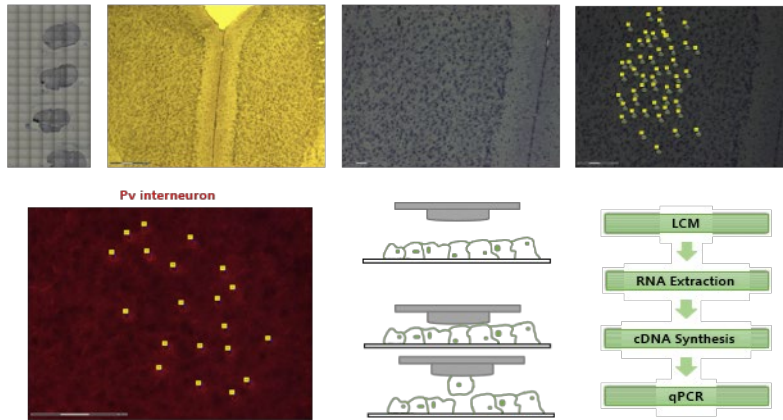 Pv interneuron
LCM
RNA Extraction
cDNA Synthesis
qPCR